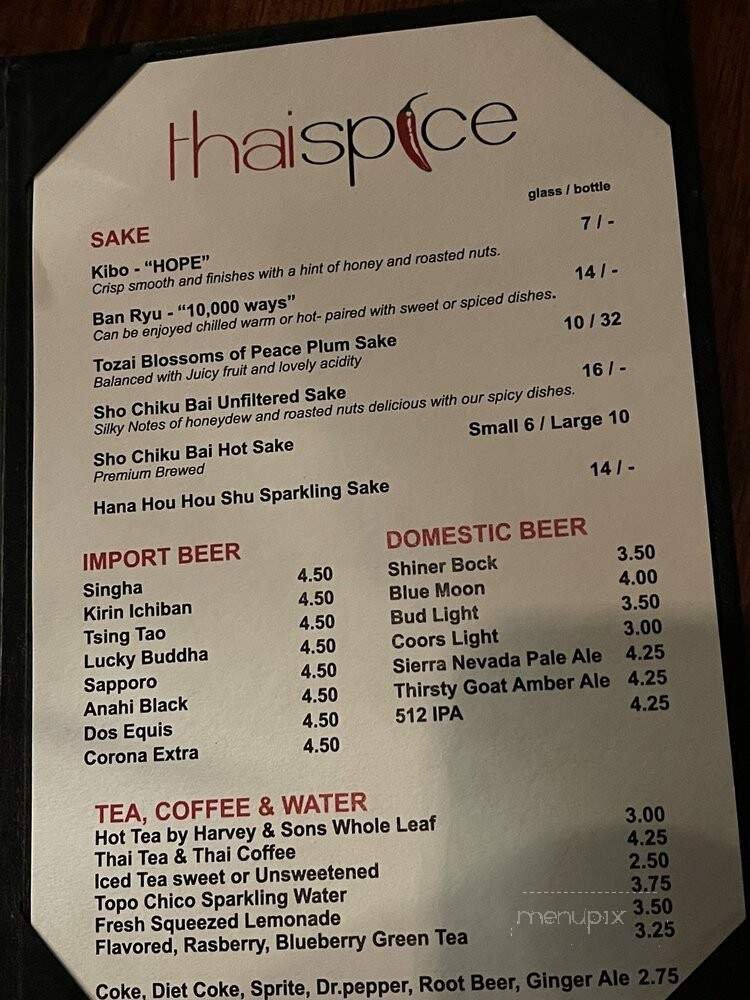 thaispice
glass / bottle
SAKE
Kibo - “HOPE” 7 / -
Crisp smooth and finishes with a hint of honey and roasted nuts.
Ban Ryu - “10,000 ways” 14 / -
Can be enjoyed chilled warm or hot- paired with sweet or spiced dishes.
Tozai Blossoms of Peace Plum Sake 10 / 32
Balanced with Juicy fruit and lovely acidity
Sho Chiku Bai Unfiltered Sake 16 / -
Silky Notes of honeydew and roasted nuts delicious with our spicy dishes.
Sho Chiku Bai Hot Sake Small 6 / Large 10
Premium Brewed
Hana Hou Hou Shu Sparkling Sake 14 / -
IMPORT BEER
Singha 4.50
Kirin Ichiban 4.50
Tsing Tao 4.50
Lucky Buddha 4.50
Sapporo 4.50
Anahi Black 4.50
Dos Equis 4.50
Corona Extra 4.50
DOMESTIC BEER
Shiner Bock 3.50
Blue Moon 4.00
Bud Light 3.50
Coors Light 3.00
Sierra Nevada Pale Ale 4.25
Thirsty Goat Amber Ale 4.25
512 IPA 4.25
TEA, COFFEE & WATER
Hot Tea by Harvey & Sons Whole Leaf 3.00
Thai Tea & Thai Coffee 4.25
Iced Tea sweet or Unsweetened 2.50
Topo Chico Sparkling Water 3.75
Fresh Squeezed Lemonade 3.50
Flavored, Rasberry, Blueberry Green Tea 3.25
Coke, Diet Coke, Sprite, Dr.pepper, Root Beer, Ginger Ale 2.75
menupix